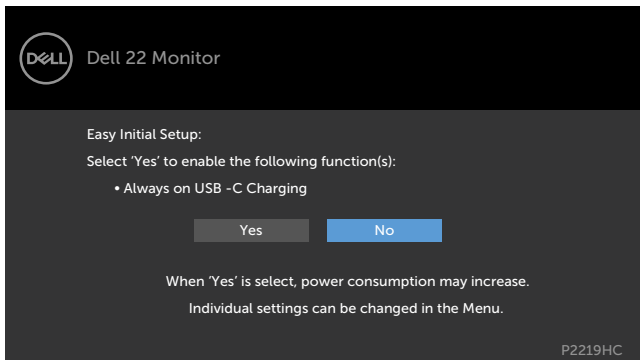 DELL Dell 22 Monitor
Easy Initial Setup:
Select ‘Yes’ to enable the following function(s):
• Always on USB -C Charging
Yes No
When ‘Yes’ is select, power consumption may increase.
Individual settings can be changed in the Menu.
P2219HC